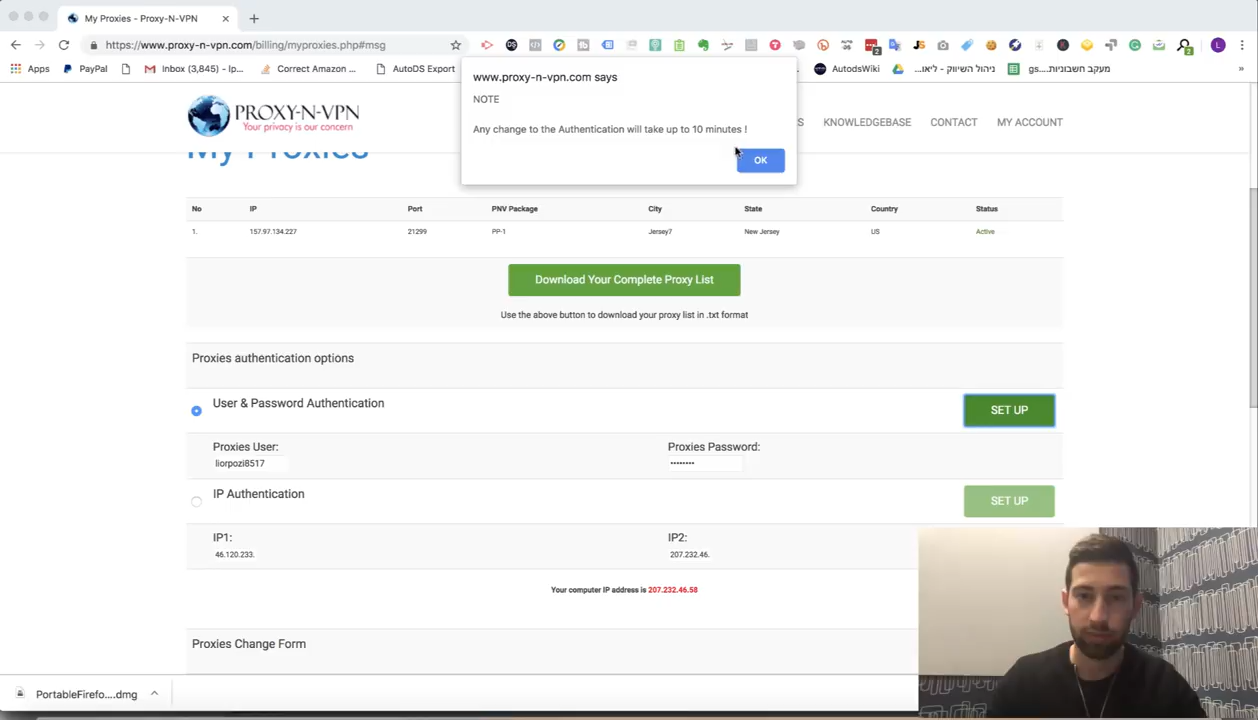 My Proxies - Proxy-N-VPN
https://www.proxy-n-vpn.com/billing/myproxies.php#msg
Apps
PayPal
Inbox (3,845) - lp...
Correct Amazon ...
AutoDS Export
AutodsWiki
ניהול השיווק - ליאו...
מעקב חשבוניות....gs
www.proxy-n-vpn.com says
NOTE
Any change to the Authentication will take up to 10 minutes !
OK
PROXY-N-VPN
Your privacy is our concern
S
KNOWLEDGEBASE
CONTACT
MY ACCOUNT
My Proxies
No IP Port PNV Package City State Country Status
1. 157.97.134.227 21299 PP-1 Jersey7 New Jersey US Active
Download Your Complete Proxy List
Use the above button to download your proxy list in .txt format
Proxies authentication options
User & Password Authentication
SET UP
Proxies User: Proxies Password:
liorpozi8517 ••••••••
IP Authentication
SET UP
IP1: IP2:
46.120.233. 207.232.46.
Your computer IP address is 207.232.46.58
Proxies Change Form
PortableFirefo....dmg